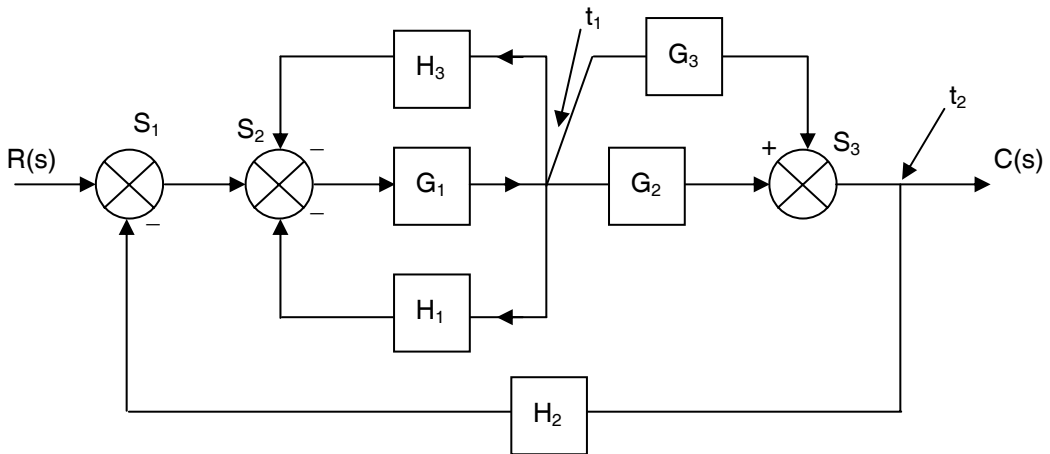 t₁
H₃
G₃
S₁
S₂
–
t₂
R(s)
+
S₃
C(s)
G₁
G₂
–
–
H₁
H₂